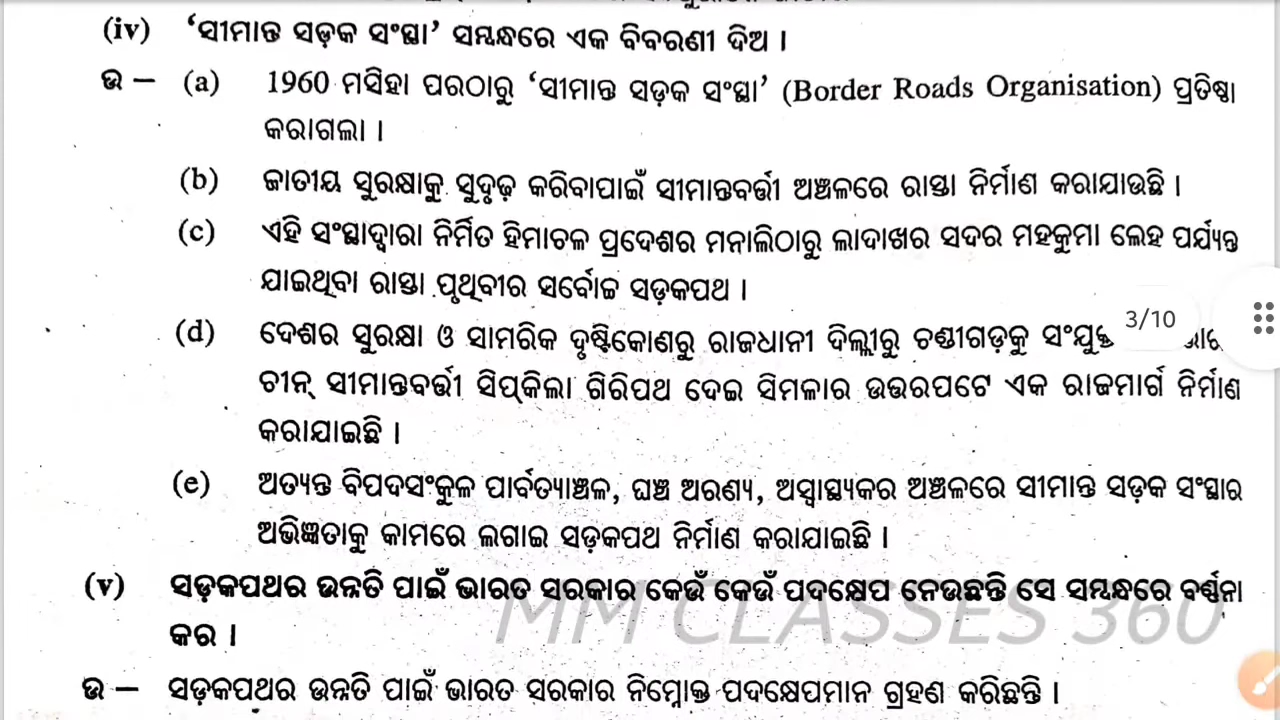 (iv) ‘ସୀମାନ୍ତ ସଡ଼କ ସଂସ୍ଥା’ ସମ୍ବନ୍ଧରେ ଏକ ବିବରଣୀ ଦିଅ ।
ଉ – (a) 1960 ମସିହା ପରଠାରୁ ‘ସୀମାନ୍ତ ସଡ଼କ ସଂସ୍ଥା’ (Border Roads Organisation) ପ୍ରତିଷ୍ଠା
କରାଗଲା ।
(b) ଜାତୀୟ ସୁରକ୍ଷାକୁ ସୁଦୃଢ଼ କରିବାପାଇଁ ସୀମାନ୍ତବର୍ତ୍ତୀ ଅଞ୍ଚଳରେ ରାସ୍ତା ନିର୍ମାଣ କରାଯାଉଛି ।
(c) ଏହି ସଂସ୍ଥାଦ୍ୱାରା ନିର୍ମିତ ହିମାଚଳ ପ୍ରଦେଶର ମନାଲିଠାରୁ ଲାଦାଖର ସଦର ମହକୁମା ଲେହ ପର୍ଯ୍ୟନ୍ତ
ଯାଇଥିବା ରାସ୍ତା ପୃଥିବୀର ସର୍ବୋଚ୍ଚ ସଡ଼କପଥ ।
3/10
(d) ଦେଶର ସୁରକ୍ଷା ଓ ସାମରିକ ଦୃଷ୍ଟିକୋଣରୁ ରାଜଧାନୀ ଦିଲ୍ଲୀରୁ ଚଣ୍ଡୀଗଡ଼କୁ ସଂଯୁକ୍ତ
ଚୀନ୍ ସୀମାନ୍ତବର୍ତ୍ତୀ ସିପ୍‌କିଲା ଗିରିପଥ ଦେଇ ସିମଳାର ଉତ୍ତରପଟେ ଏକ ରାଜମାର୍ଗ ନିର୍ମାଣ
କରାଯାଇଛି ।
(e) ଅତ୍ୟନ୍ତ ବିପଦସଂକୁଳ ପାର୍ବତ୍ୟାଞ୍ଚଳ, ଘଞ୍ଚ ଅରଣ୍ୟ, ଅସ୍ୱାସ୍ଥ୍ୟକର ଅଞ୍ଚଳରେ ସୀମାନ୍ତ ସଡ଼କ ସଂସ୍ଥାର
ଅଭିଜ୍ଞତାକୁ କାମରେ ଲଗାଇ ସଡ଼କପଥ ନିର୍ମାଣ କରାଯାଇଛି ।
(v) ସଡ଼କପଥର ଉନ୍ନତି ପାଇଁ ଭାରତ ସରକାର କେଉଁ କେଉଁ ପଦକ୍ଷେପ ନେଉଛନ୍ତି ସେ ସମ୍ବନ୍ଧରେ ବର୍ଣ୍ଣନା
କର ।
MM CLASSES 360
ଉ – ସଡ଼କପଥର ଉନ୍ନତି ପାଇଁ ଭାରତ ସରକାର ନିମ୍ନୋକ୍ତ ପଦକ୍ଷେପମାନ ଗ୍ରହଣ କରିଛନ୍ତି ।